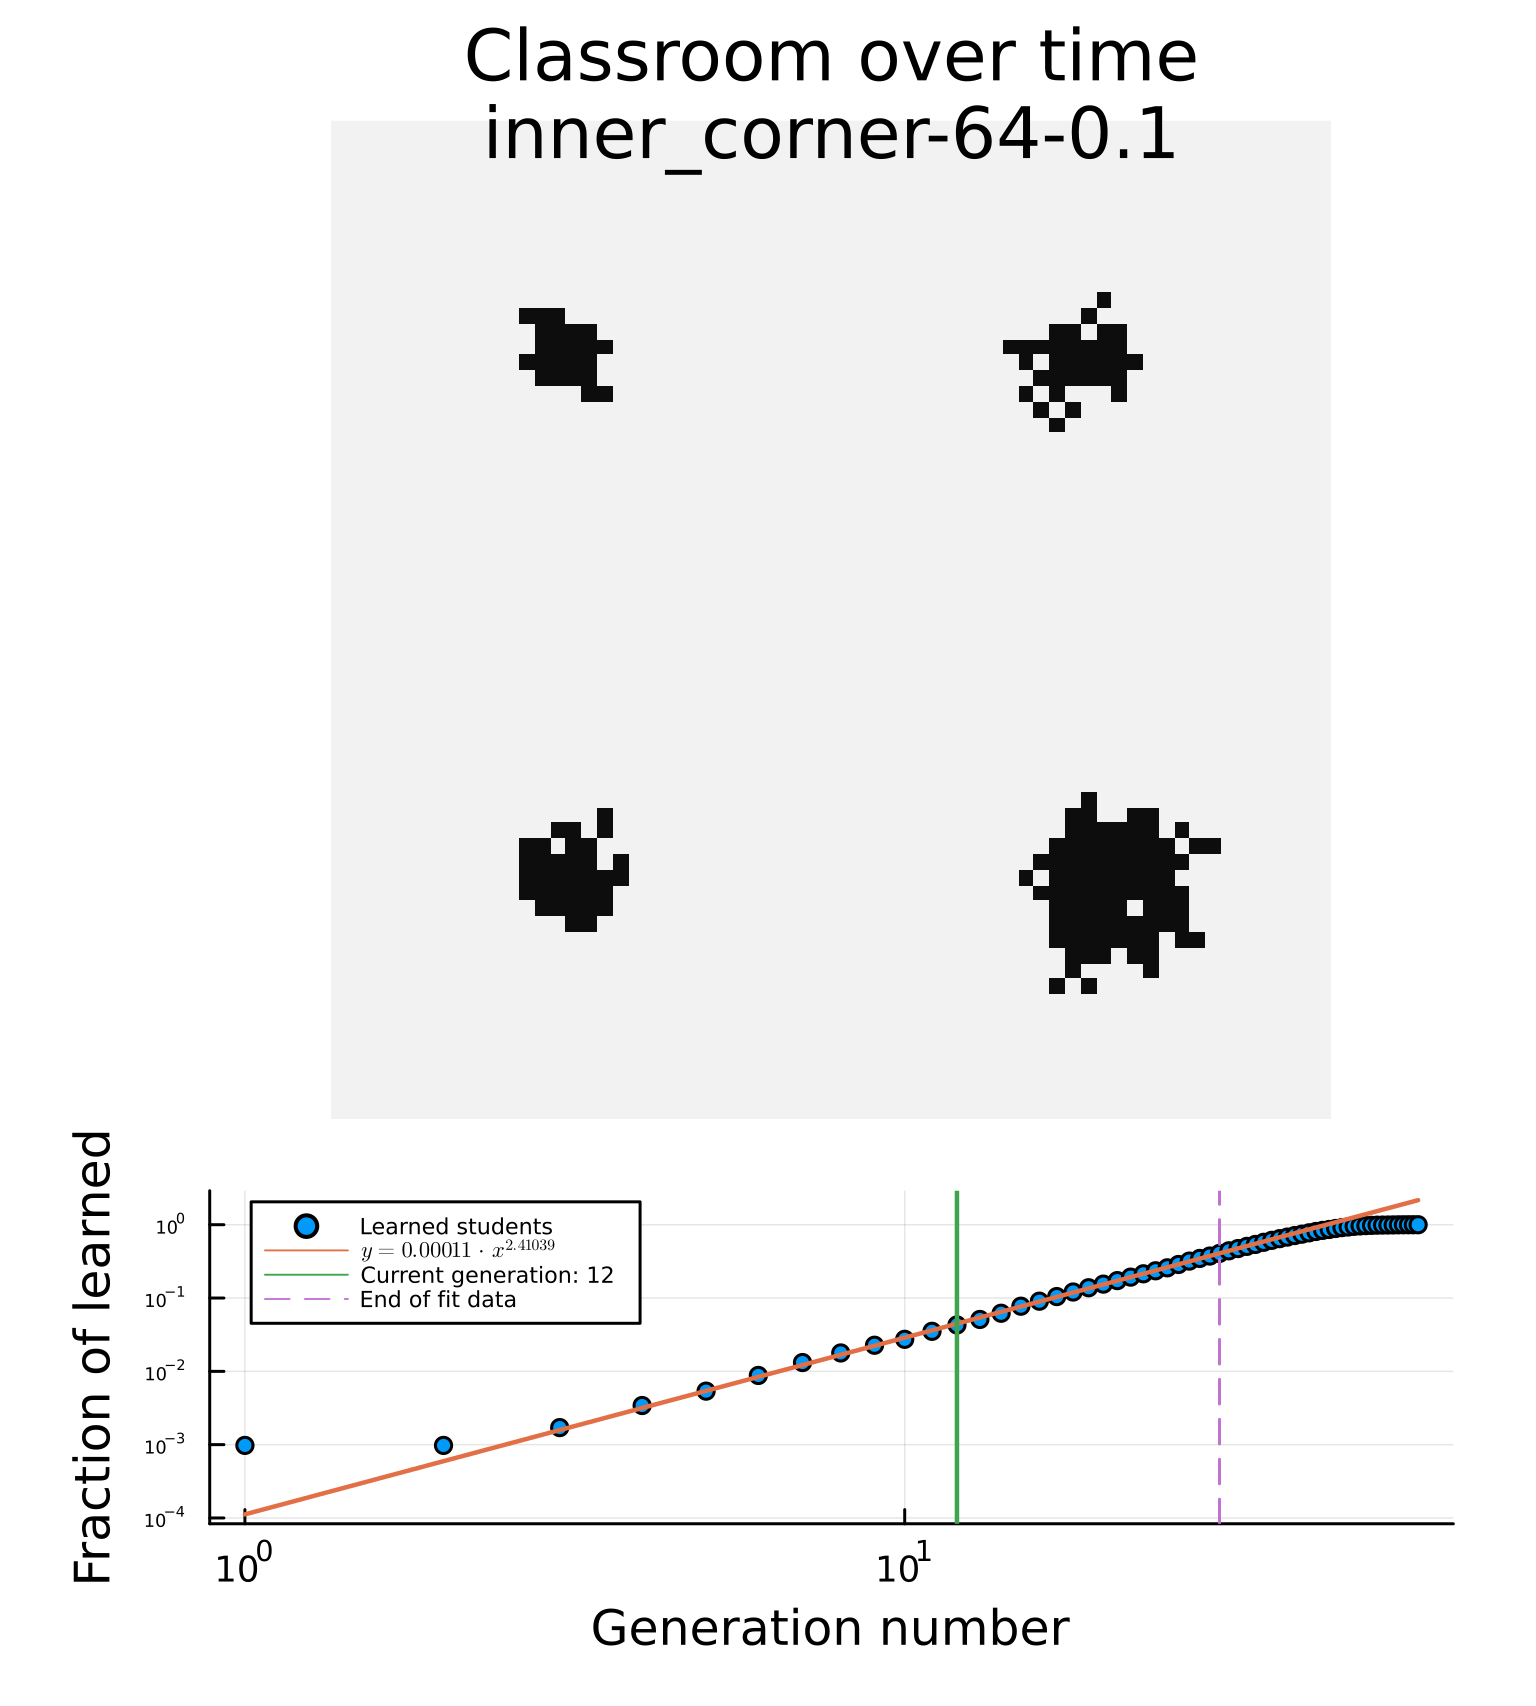 Classroom over time
inner_corner-64-0.1
Fraction of learned
10^0
10^−1
10^−2
10^−3
10^−4
Learned students
y = 0.00011 · x^2.41039
Current generation: 12
End of fit data
10^0
10^1
Generation number